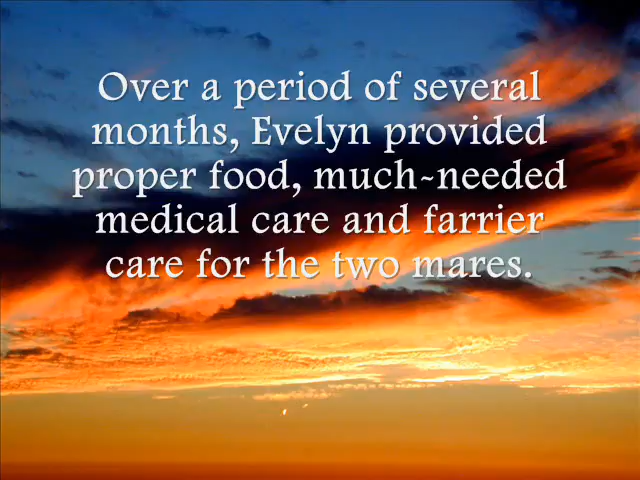 Over a period of several
months, Evelyn provided
proper food, much-needed
medical care and farrier
care for the two mares.